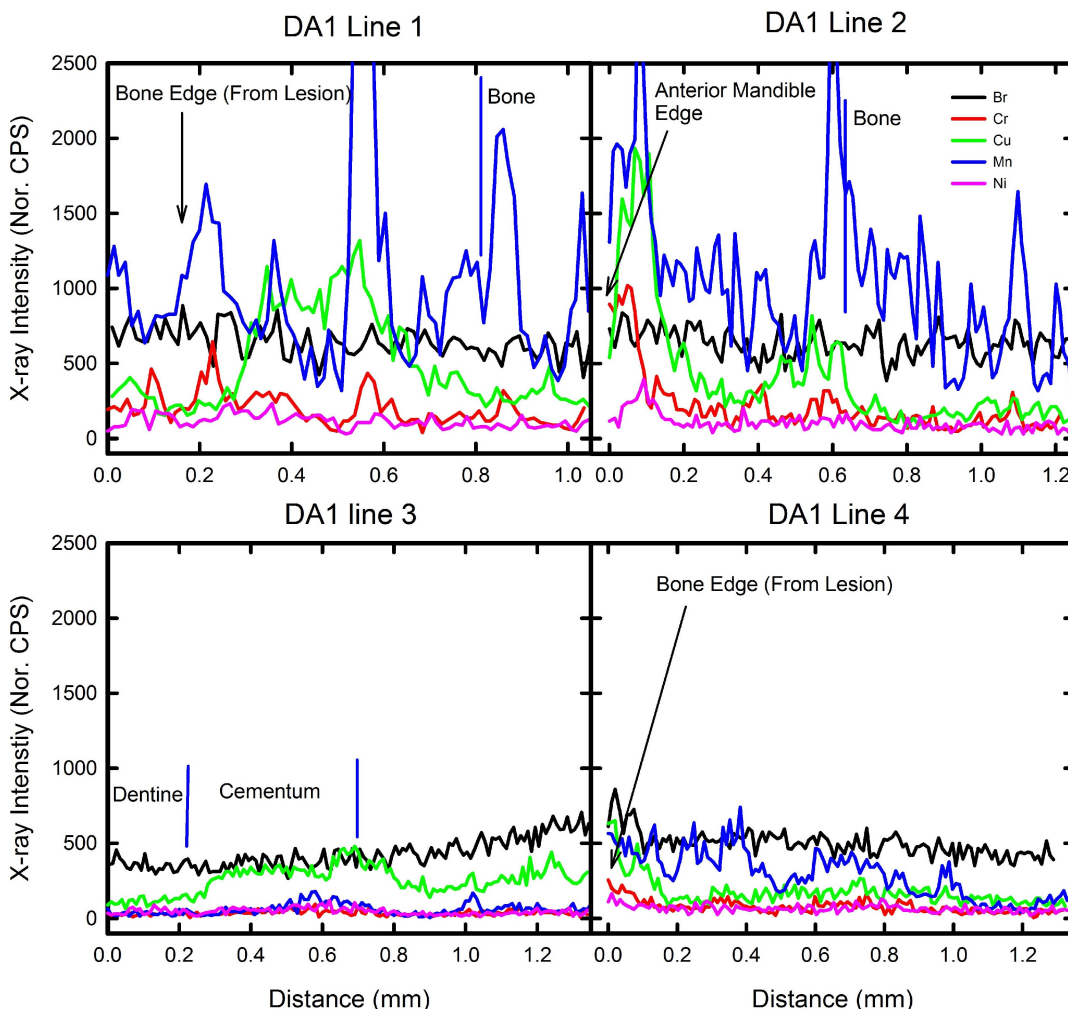 DA1 Line 1
DA1 Line 2
X-ray Intensity (Nor. CPS)
2500
2000
1500
1000
500
0
Bone Edge (From Lesion)
Bone
Anterior Mandible
Edge
Bone
Br
Cr
Cu
Mn
Ni
0.0 0.2 0.4 0.6 0.8 1.0
0.0 0.2 0.4 0.6 0.8 1.0 1.2
DA1 line 3
DA1 Line 4
X-ray Intenstiy (Nor. CPS)
2500
2000
1500
1000
500
0
Dentine
Cementum
Bone Edge (From Lesion)
0.0 0.2 0.4 0.6 0.8 1.0 1.2
0.0 0.2 0.4 0.6 0.8 1.0 1.2
Distance (mm)
Distance (mm)